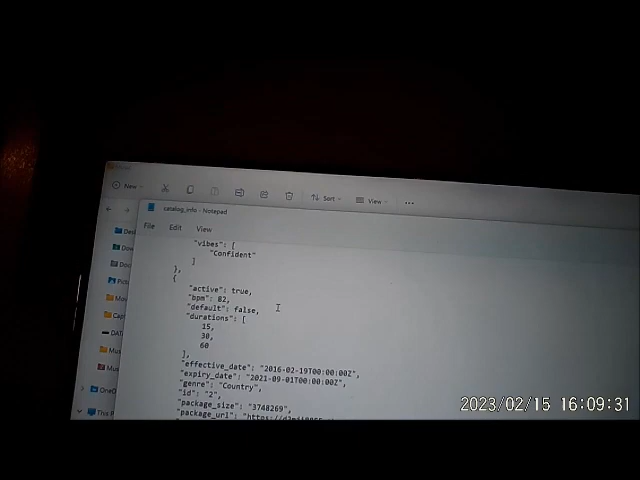 New
Sort
View
...
catalog_info - Notepad
File Edit View
"vibes": [
"Confident"
]
},
{
"active": true,
"bpm": 82,
"default": false,
"durations": [
15,
30,
60
],
"effective_date": "2016-02-19T00:00:00Z",
"expiry_date": "2021-09-01T00:00:00Z",
"genre": "Country",
"id": "2",
"package_size": "3748269",
"package_url":
2023/02/15 16:09:31